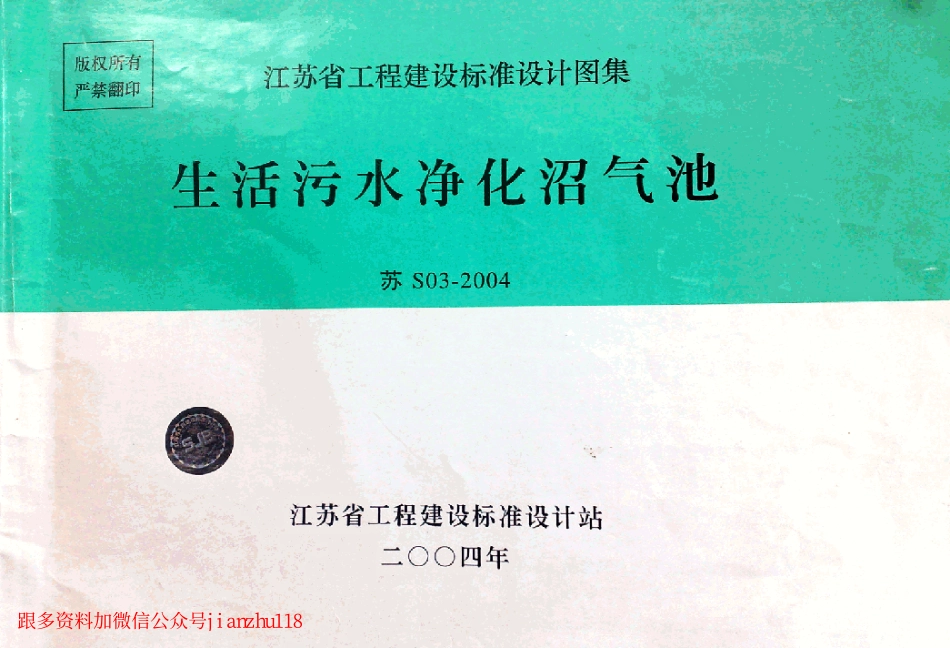 版权所有
严禁翻印
江苏省工程建设标准设计图集
生活污水净化沼气池
苏 S03-2004
SJB
江苏省工程建设标准设计站
二〇〇四年
跟多资料加微信公众号jianzhu118